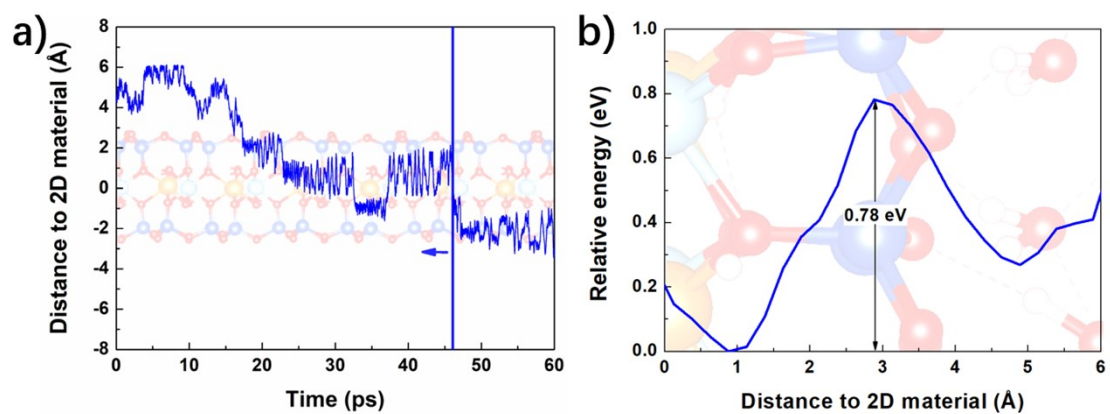 a)
Distance to 2D material (Å)
8
6
4
2
0
-2
-4
-6
-8
0 10 20 30 40 50 60
Time (ps)
b)
Relative energy (eV)
1.0
0.8
0.6
0.4
0.2
0.0
0.78 eV
0 1 2 3 4 5 6
Distance to 2D material (Å)